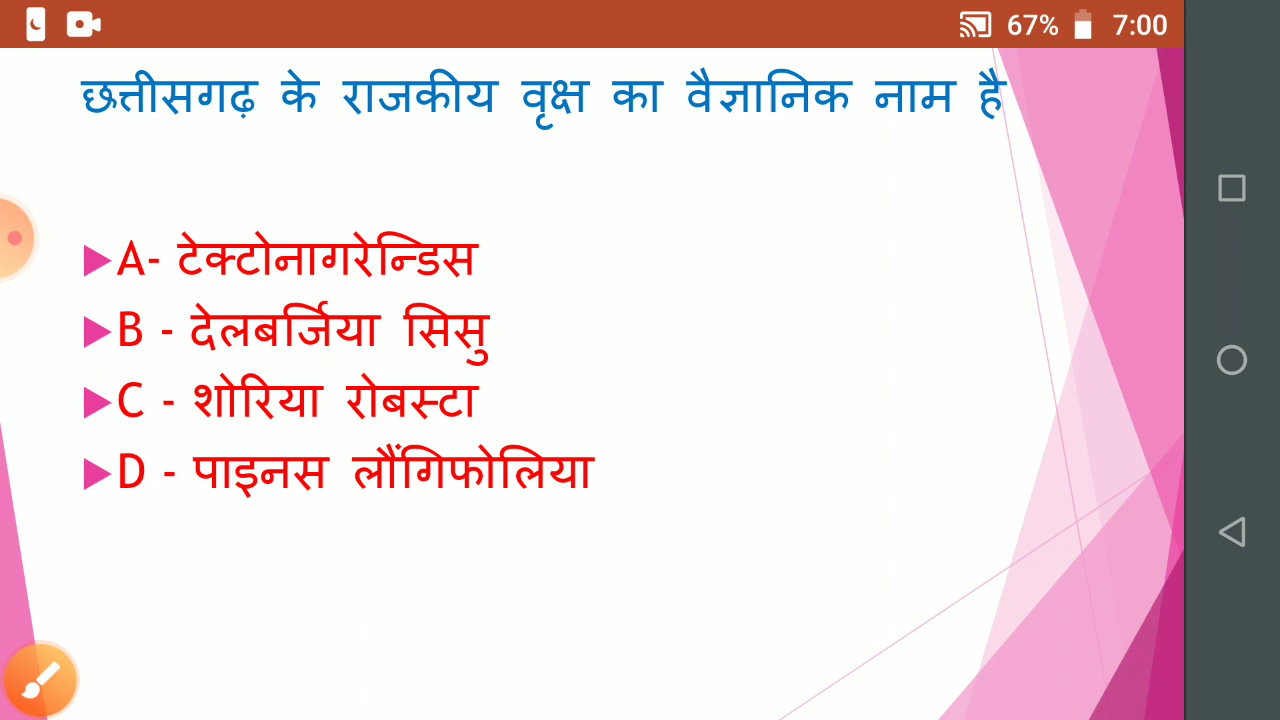 67% 7:00
छत्तीसगढ़ के राजकीय वृक्ष का वैज्ञानिक नाम है
A- टेक्टोनागरेन्डिस
B - देलबर्जिया सिसु
C - शोरिया रोबस्टा
D - पाइनस लौंगिफोलिया